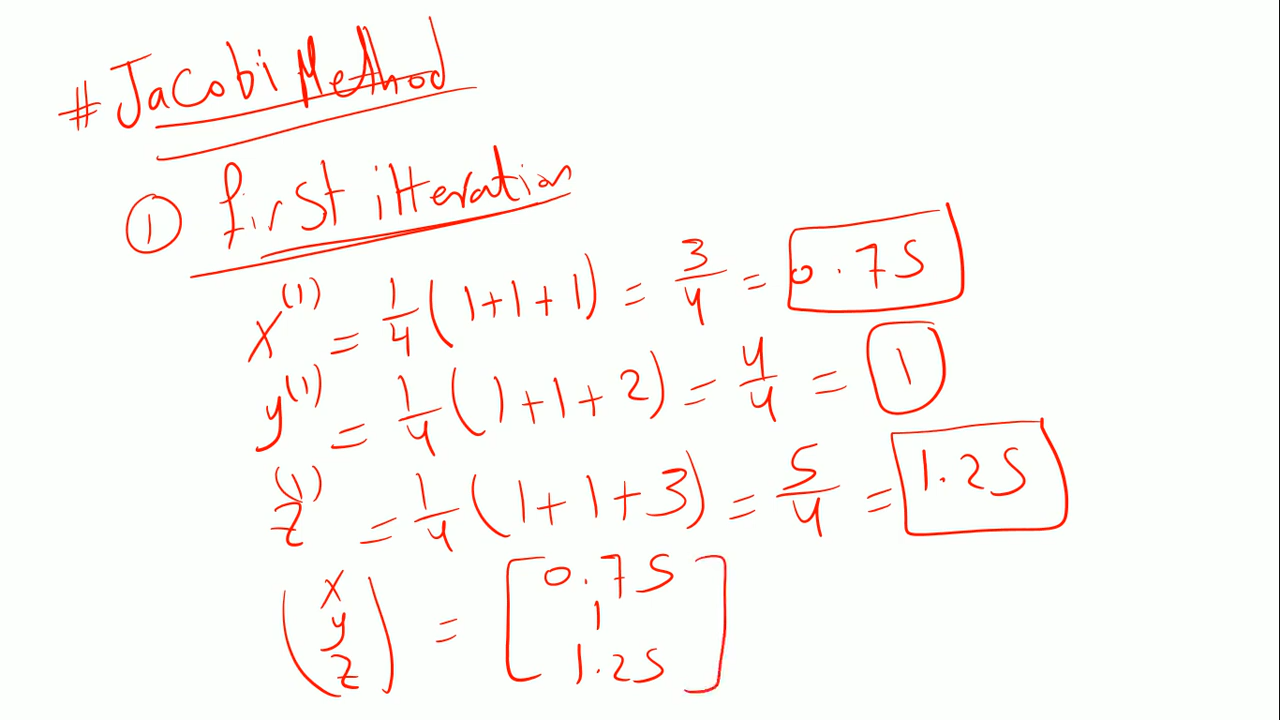 # Jacobi Method
① first itteration
x^(1) = 1/4 (1+1+1) = 3/4 = 0.75
y^(1) = 1/4 (1+1+2) = 4/4 = 1
z^(1) = 1/4 (1+1+3) = 5/4 = 1.25
(x y z) = [0.75 1 1.25]